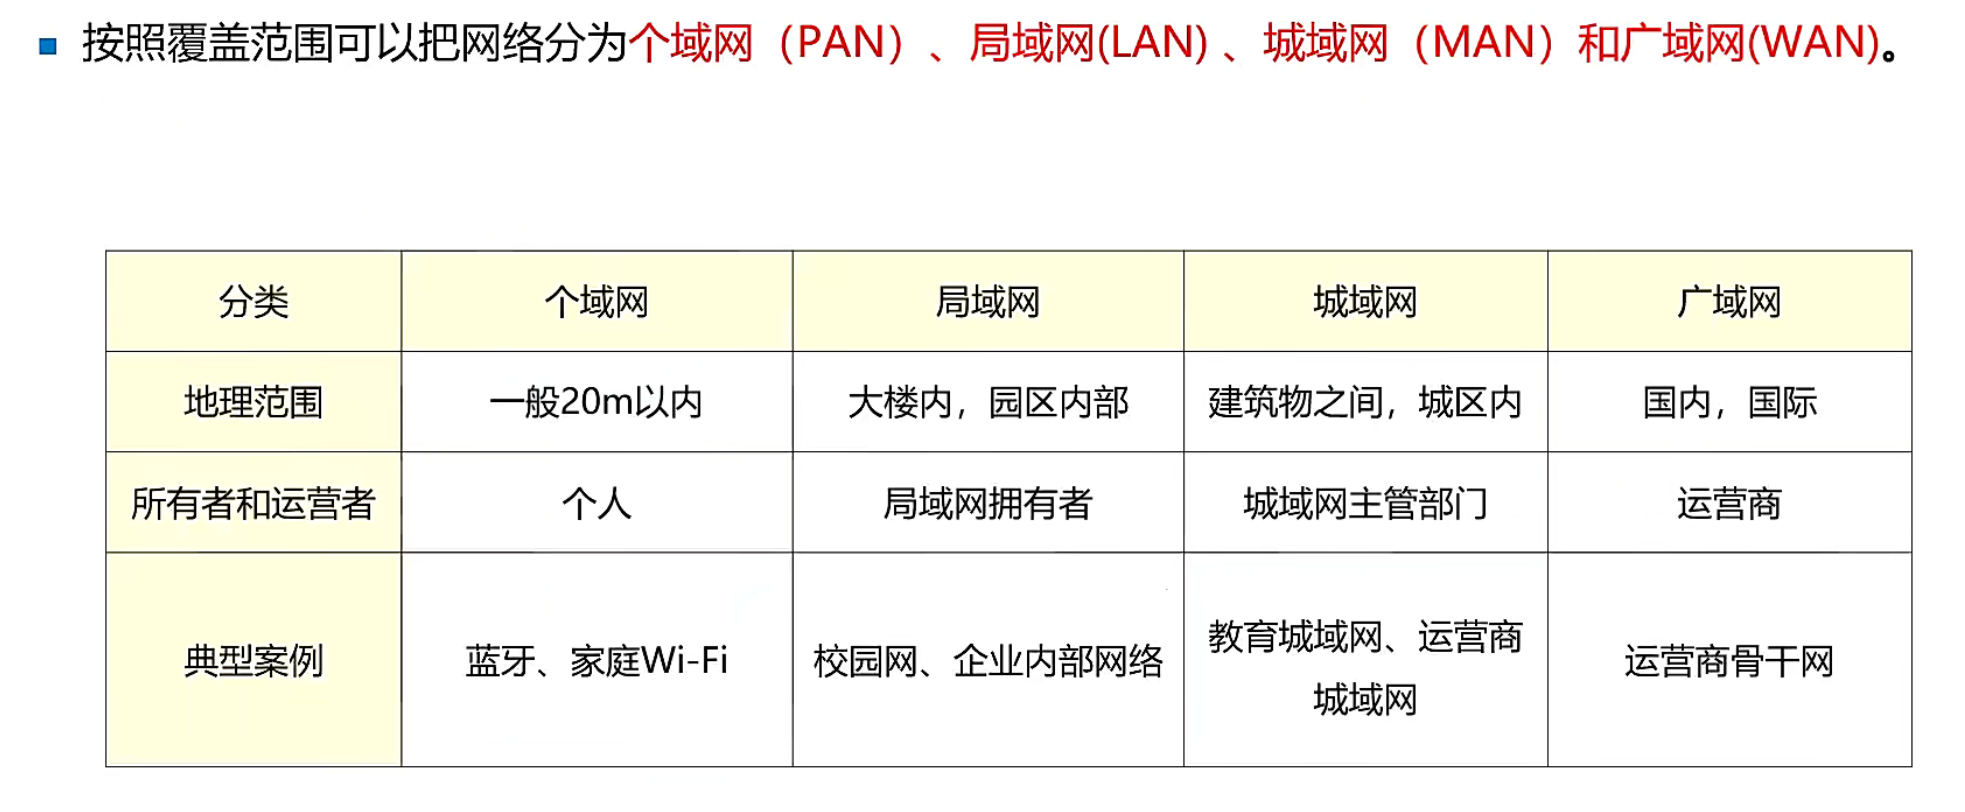 按照覆盖范围可以把网络分为个域网（PAN）、局域网(LAN) 、城域网（MAN）和广域网(WAN)。
分类 个域网 局域网 城域网 广域网
地理范围 一般20m以内 大楼内，园区内部 建筑物之间，城区内 国内，国际
所有者和运营者 个人 局域网拥有者 城域网主管部门 运营商
典型案例 蓝牙、家庭Wi-Fi 校园网、企业内部网络 教育城域网、运营商
城域网 运营商骨干网